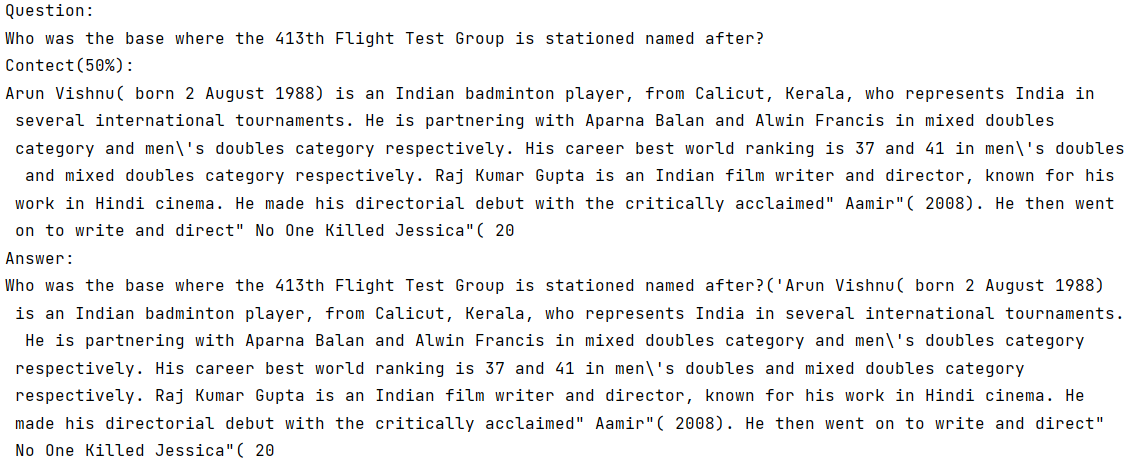 Question:
Who was the base where the 413th Flight Test Group is stationed named after?
Contect(50%):
Arun Vishnu( born 2 August 1988) is an Indian badminton player, from Calicut, Kerala, who represents India in
several international tournaments. He is partnering with Aparna Balan and Alwin Francis in mixed doubles
category and men\'s doubles category respectively. His career best world ranking is 37 and 41 in men\'s doubles
and mixed doubles category respectively. Raj Kumar Gupta is an Indian film writer and director, known for his
work in Hindi cinema. He made his directorial debut with the critically acclaimed" Aamir"( 2008). He then went
on to write and direct" No One Killed Jessica"( 20
Answer:
Who was the base where the 413th Flight Test Group is stationed named after?('Arun Vishnu( born 2 August 1988)
is an Indian badminton player, from Calicut, Kerala, who represents India in several international tournaments.
He is partnering with Aparna Balan and Alwin Francis in mixed doubles category and men\'s doubles category
respectively. His career best world ranking is 37 and 41 in men\'s doubles and mixed doubles category
respectively. Raj Kumar Gupta is an Indian film writer and director, known for his work in Hindi cinema. He
made his directorial debut with the critically acclaimed" Aamir"( 2008). He then went on to write and direct"
No One Killed Jessica"( 20